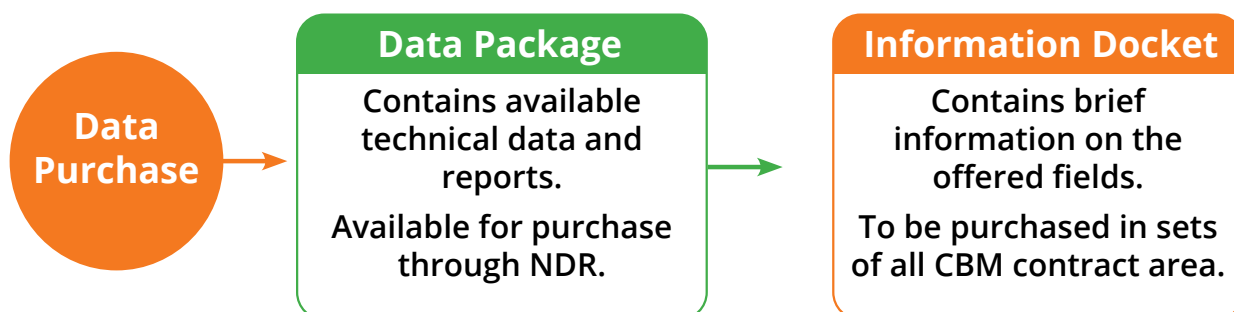 Data
Purchase
Data Package
Contains available
technical data and
reports.
Available for purchase
through NDR.
Information Docket
Contains brief
information on the
offered fields.
To be purchased in sets
of all CBM contract area.